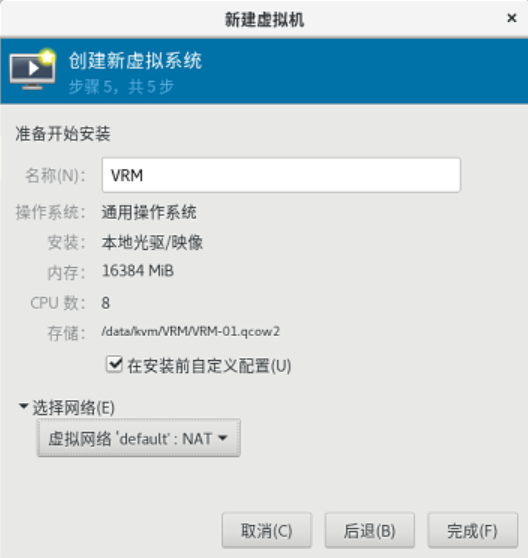 新建虚拟机
×
创建新虚拟系统
步骤 5，共 5 步
准备开始安装
名称(N): VRM
操作系统: 通用操作系统
安装: 本地光驱/映像
内存: 16384 MiB
CPU 数: 8
存储: /data/kvm/VRM/VRM-01.qcow2
在安装前自定义配置(U)
选择网络(E)
虚拟网络 'default' : NAT
取消(C) 后退(B) 完成(F)